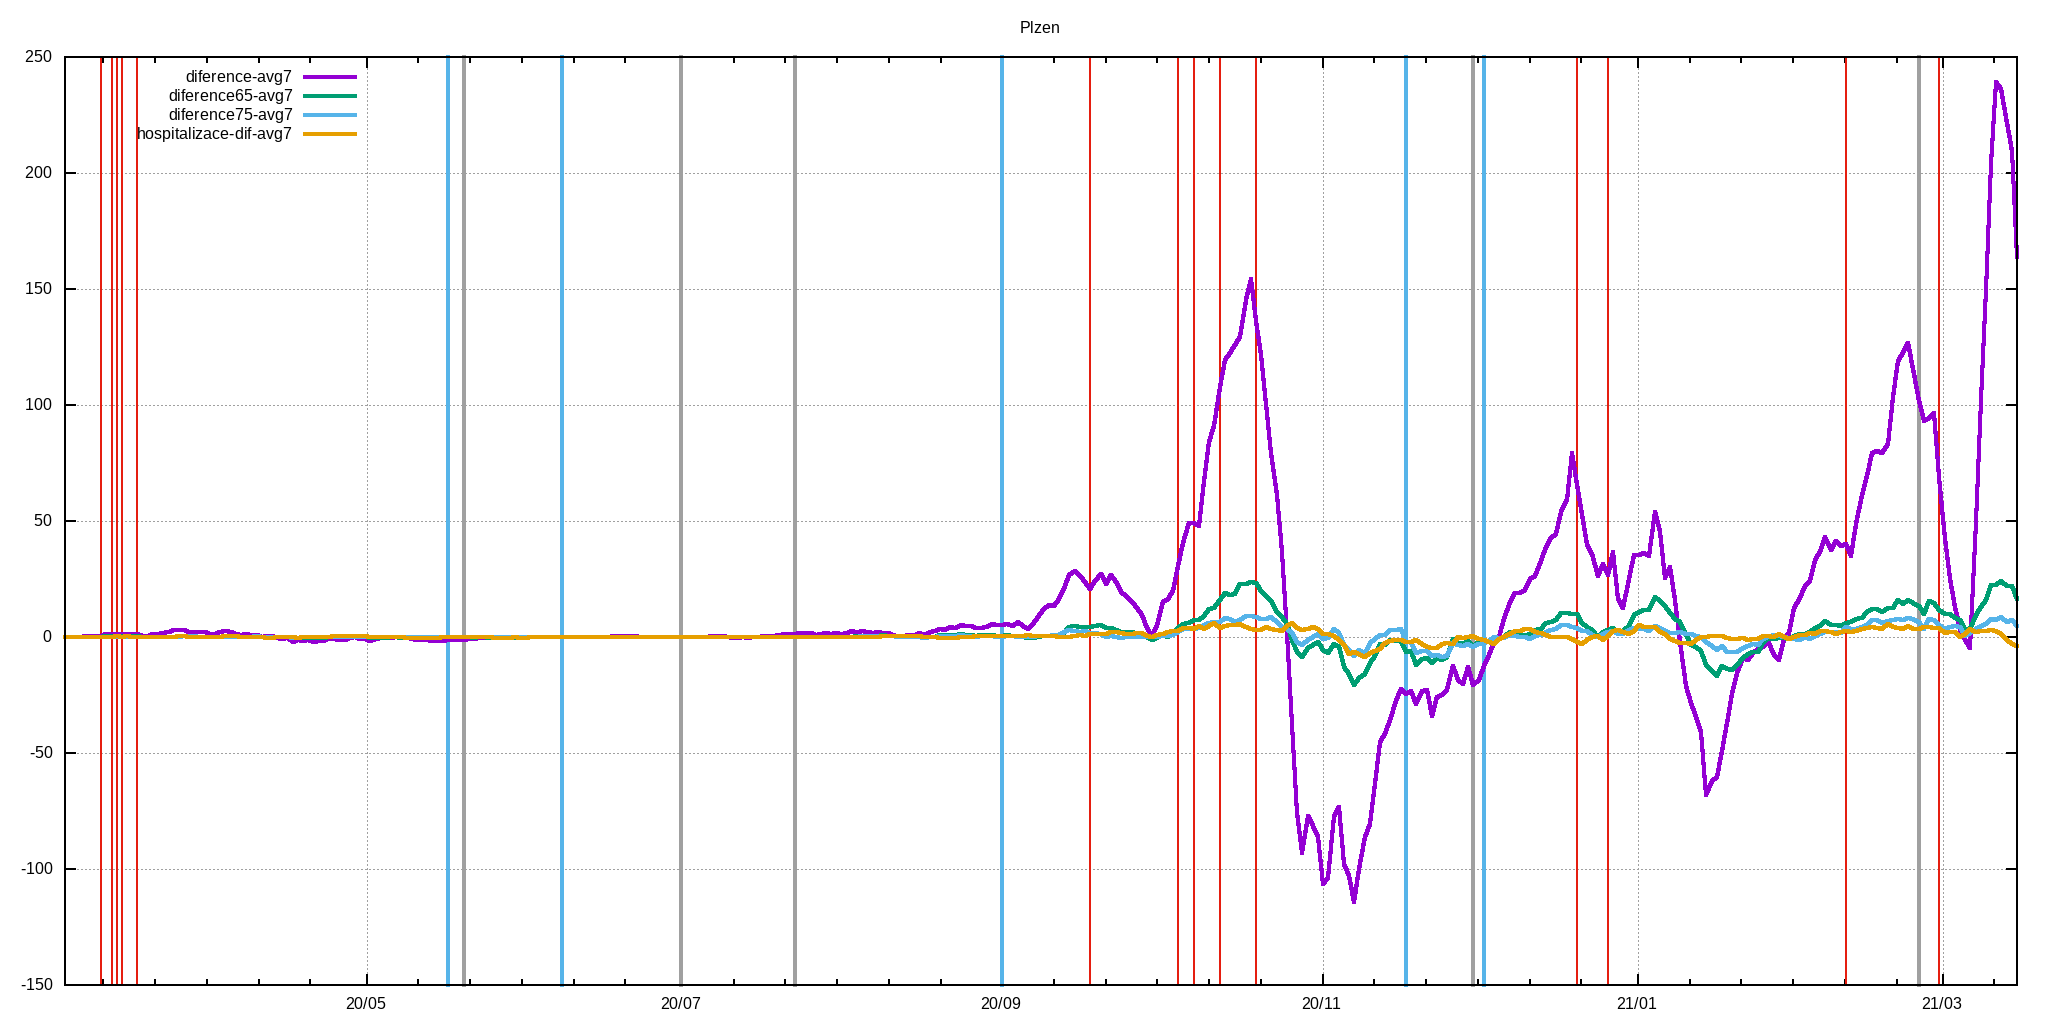 Plzen
250
200
150
100
50
0
-50
-100
-150
diference-avg7
diference65-avg7
diference75-avg7
hospitalizace-dif-avg7
20/05 20/07 20/09 20/11 21/01 21/03